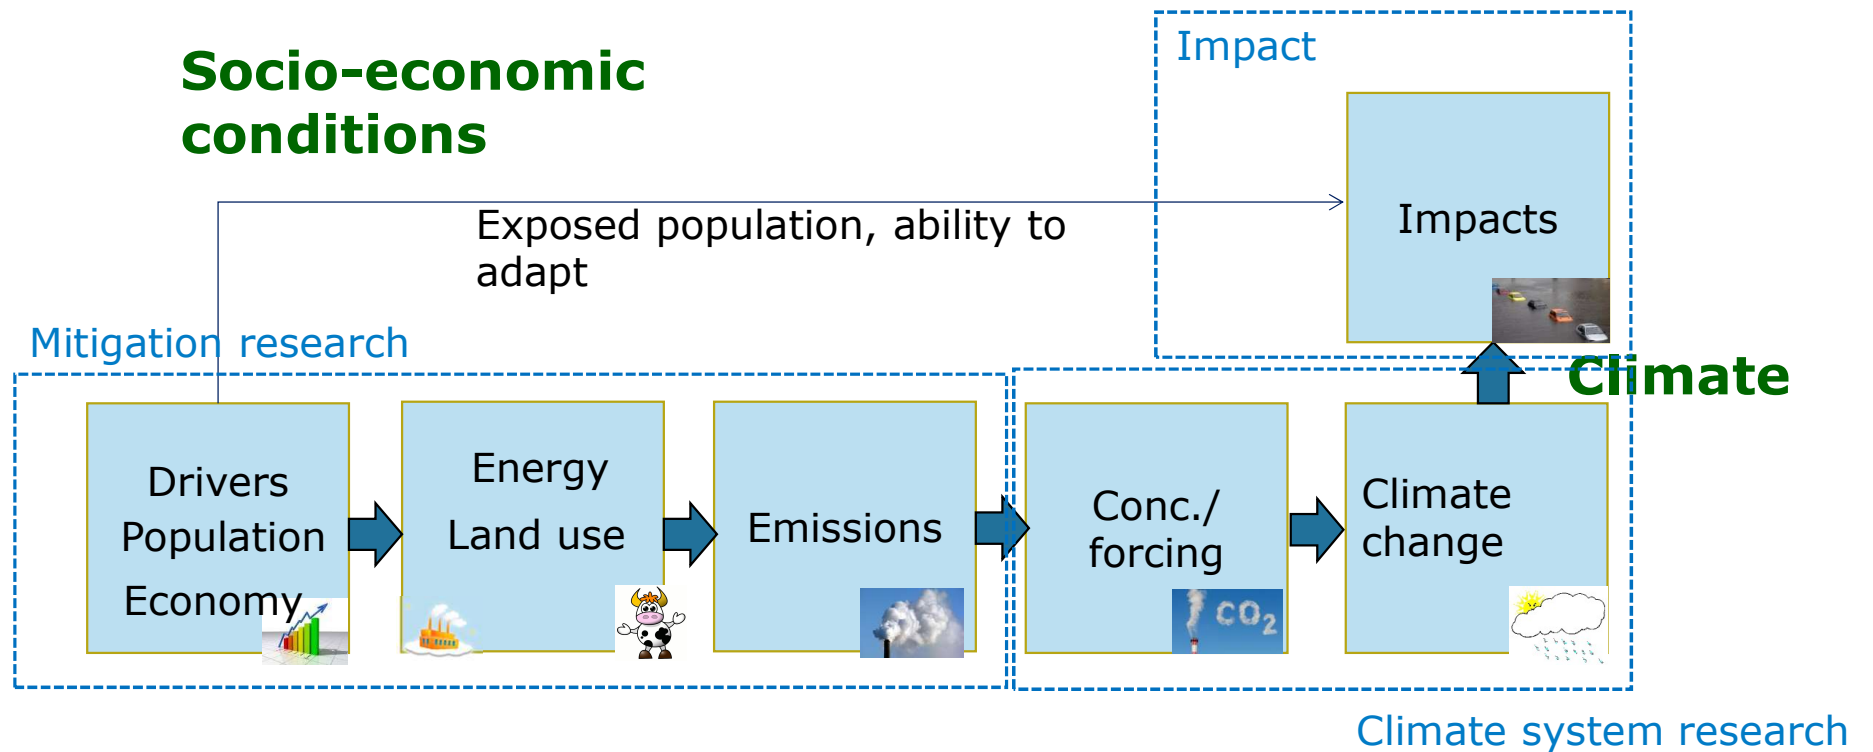 Impact
Socio-economic
conditions
Impacts
Exposed population, ability to
adapt
Mitigation research
Climate
Drivers
Population
Economy
Energy
Land use
Emissions
Conc./
forcing
CO2
Climate
change
Climate system research